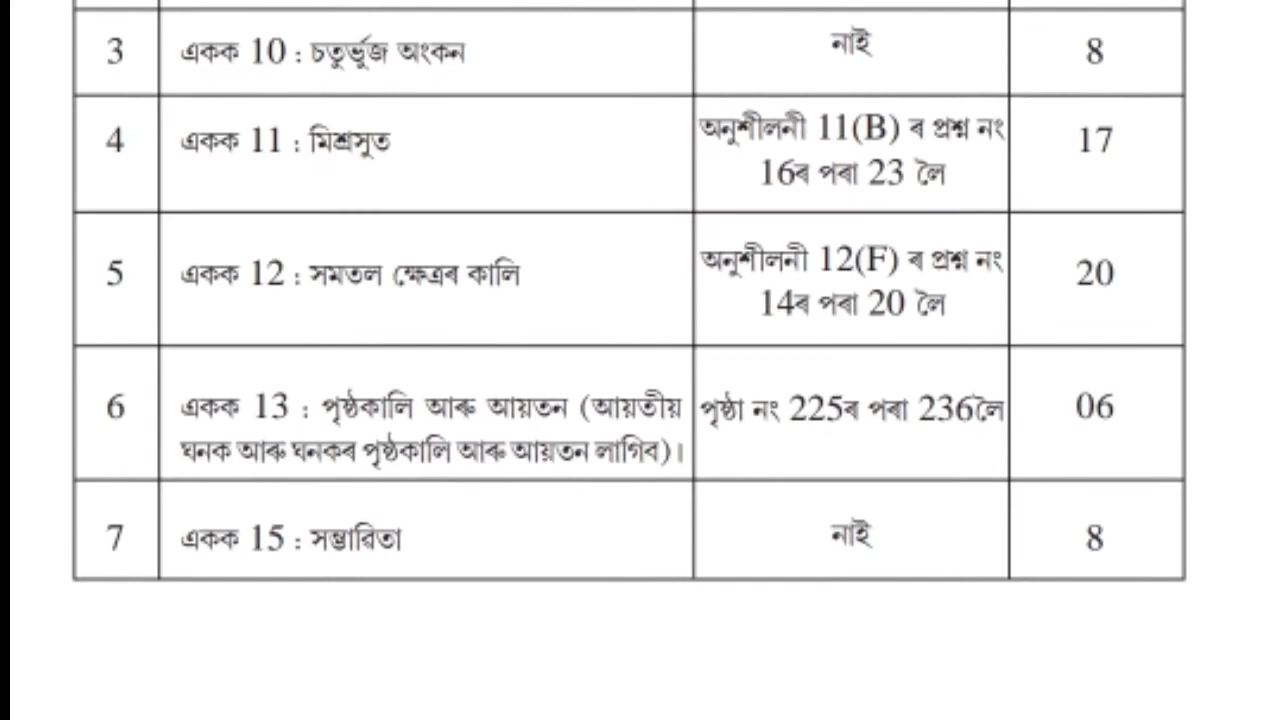 3 একক 10 : চতুৰ্ভুজ অংকন নাই 8
4 একক 11 : মিশ্ৰসুত অনুশীলনী 11(B) ৰ প্ৰশ্ন নং 17
16ৰ পৰা 23 লৈ
5 একক 12 : সমতল ক্ষেত্ৰৰ কালি অনুশীলনী 12(F) ৰ প্ৰশ্ন নং 20
14ৰ পৰা 20 লৈ
6 একক 13 : পৃষ্ঠকালি আৰু আয়তন (আয়তীয় পৃষ্ঠা নং 225ৰ পৰা 236লৈ 06
ঘনক আৰু ঘনকৰ পৃষ্ঠকালি আৰু আয়তন লাগিব)।
7 একক 15 : সম্ভাৱিতা নাই 8